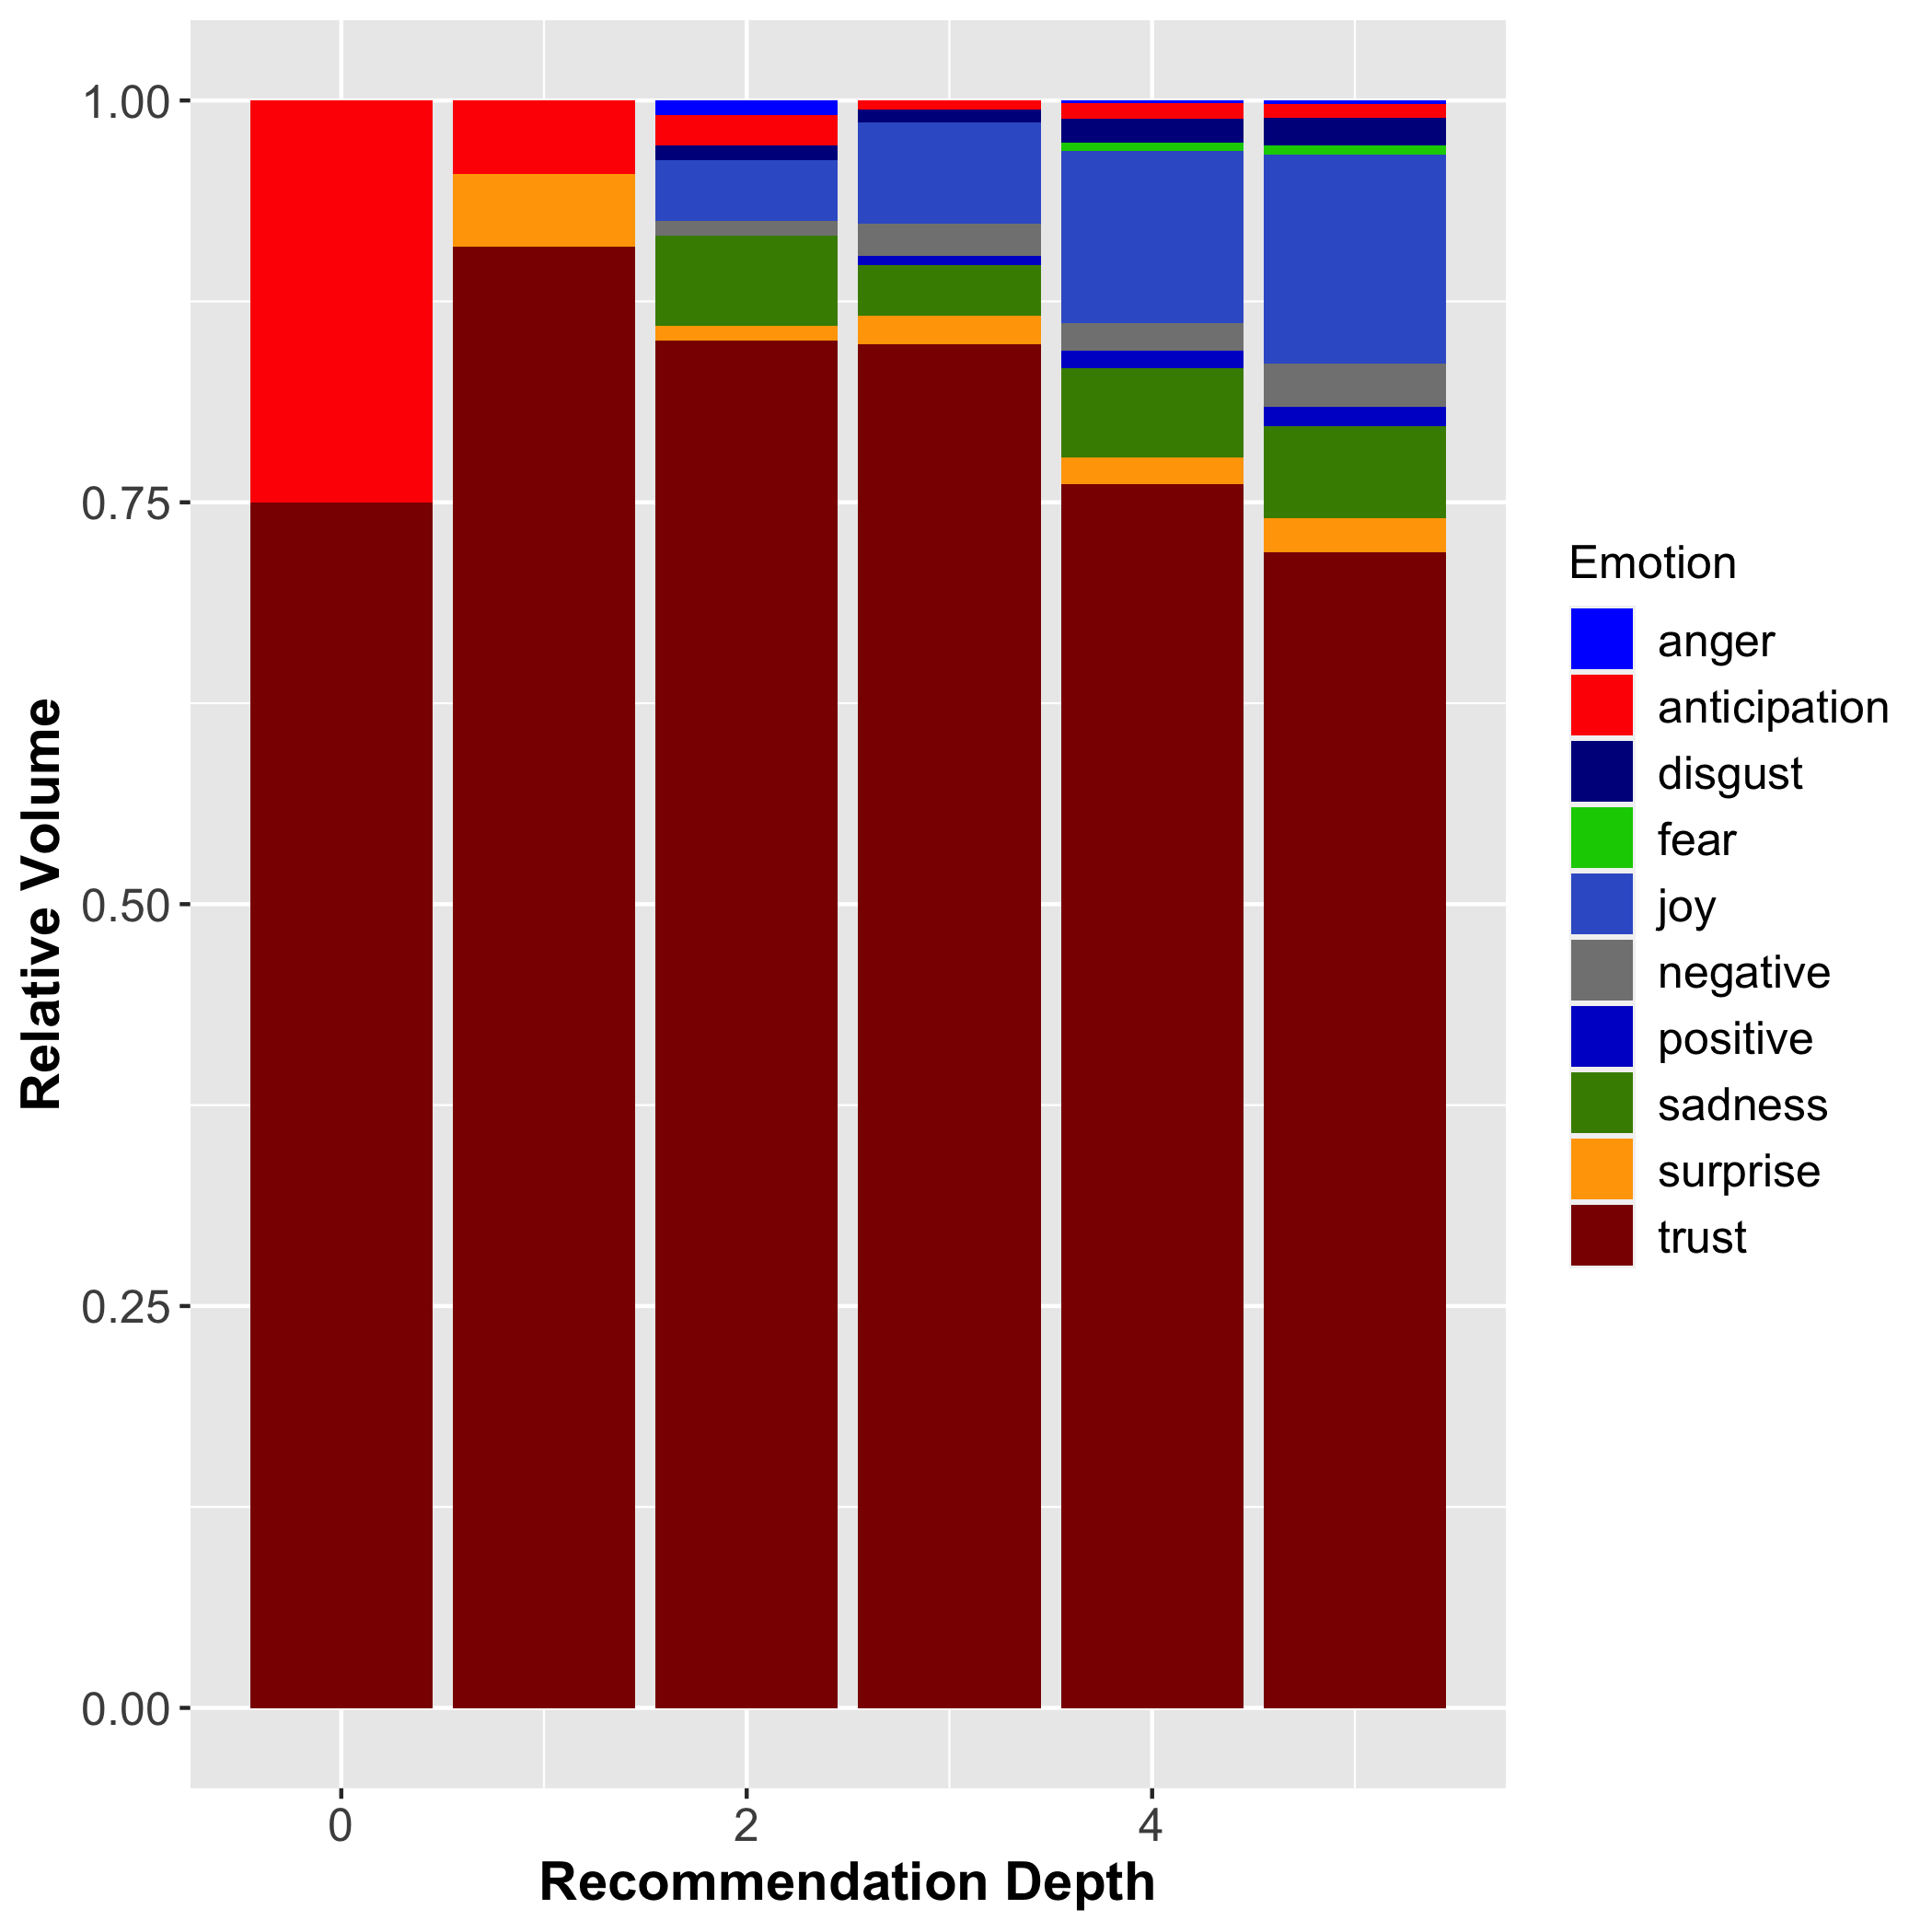 Relative Volume
1.00
0.75
0.50
0.25
0.00
0
2
4
Recommendation Depth
Emotion
anger
anticipation
disgust
fear
joy
negative
positive
sadness
surprise
trust